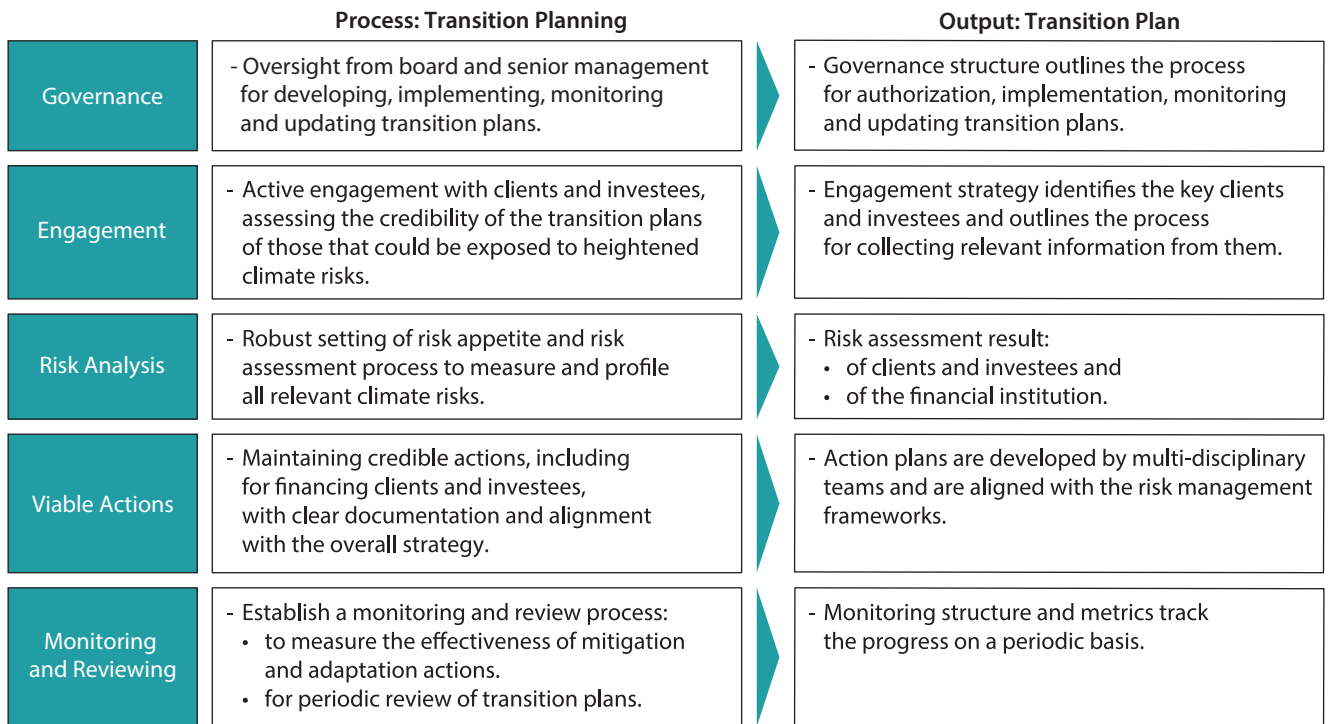 Process: Transition Planning
Output: Transition Plan
Governance
- Oversight from board and senior management
for developing, implementing, monitoring
and updating transition plans.
- Governance structure outlines the process
for authorization, implementation, monitoring
and updating transition plans.
Engagement
- Active engagement with clients and investees,
assessing the credibility of the transition plans
of those that could be exposed to heightened
climate risks.
- Engagement strategy identifies the key clients
and investees and outlines the process
for collecting relevant information from them.
Risk Analysis
- Robust setting of risk appetite and risk
assessment process to measure and profile
all relevant climate risks.
- Risk assessment result:
• of clients and investees and
• of the financial institution.
Viable Actions
- Maintaining credible actions, including
for financing clients and investees,
with clear documentation and alignment
with the overall strategy.
- Action plans are developed by multi-disciplinary
teams and are aligned with the risk management
frameworks.
Monitoring
and Reviewing
- Establish a monitoring and review process:
• to measure the effectiveness of mitigation
and adaptation actions.
• for periodic review of transition plans.
- Monitoring structure and metrics track
the progress on a periodic basis.